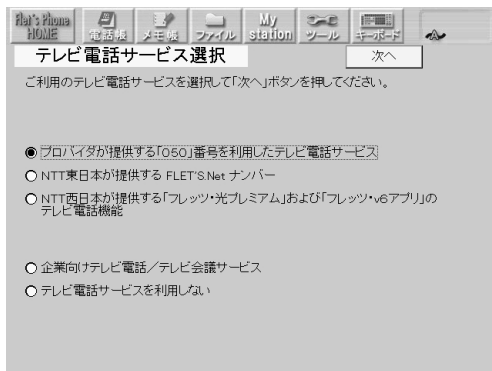 Flet's Phone HOME 電話帳 メモ帳 ファイル My station ツール キーボード
テレビ電話サービス選択 次へ
ご利用のテレビ電話サービスを選択して「次へ」ボタンを押してください。
プロバイダが提供する「050」番号を利用したテレビ電話サービス
NTT東日本が提供する FLET'S.Net ナンバー
NTT西日本が提供する「フレッツ・光プレミアム」および「フレッツ・v6アプリ」の
テレビ電話機能
企業向けテレビ電話／テレビ会議サービス
テレビ電話サービスを利用しない